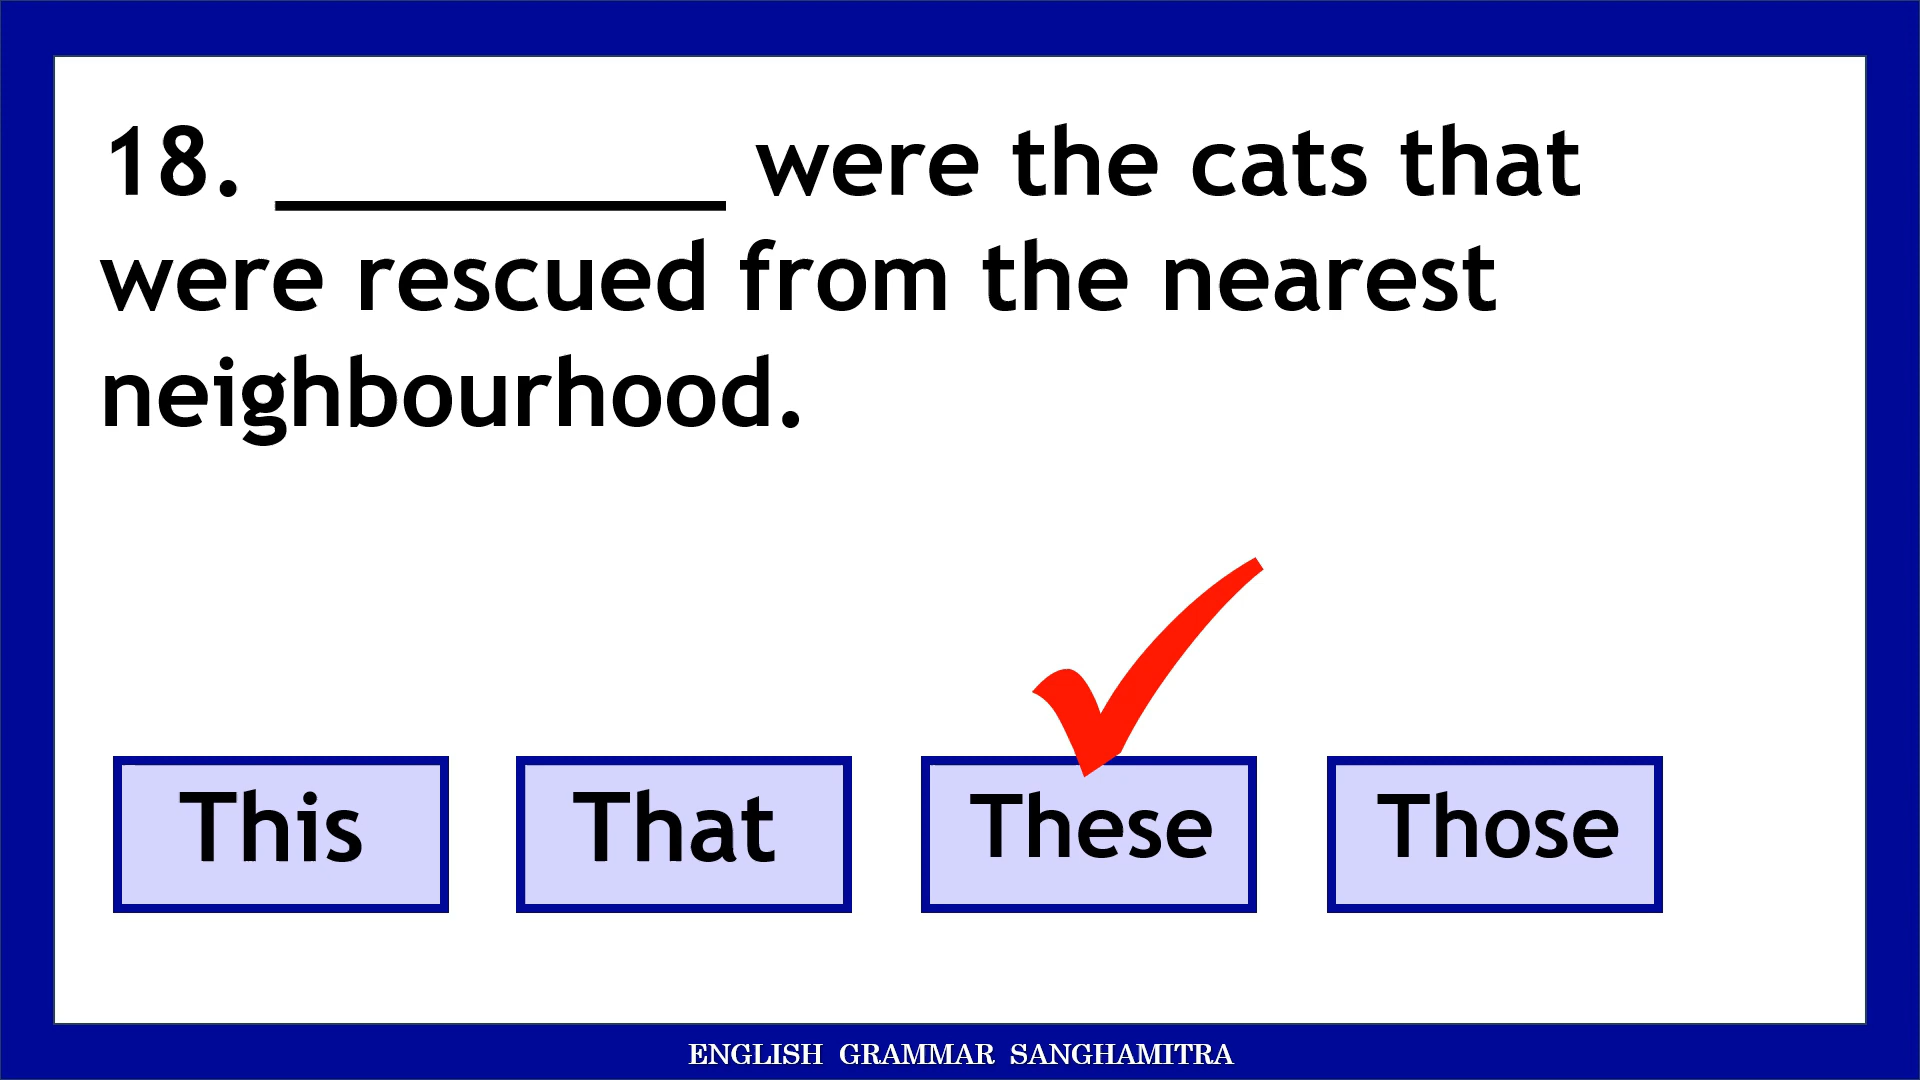 18. __________ were the cats that
were rescued from the nearest
neighbourhood.
This That These Those
ENGLISH GRAMMAR SANGHAMITRA